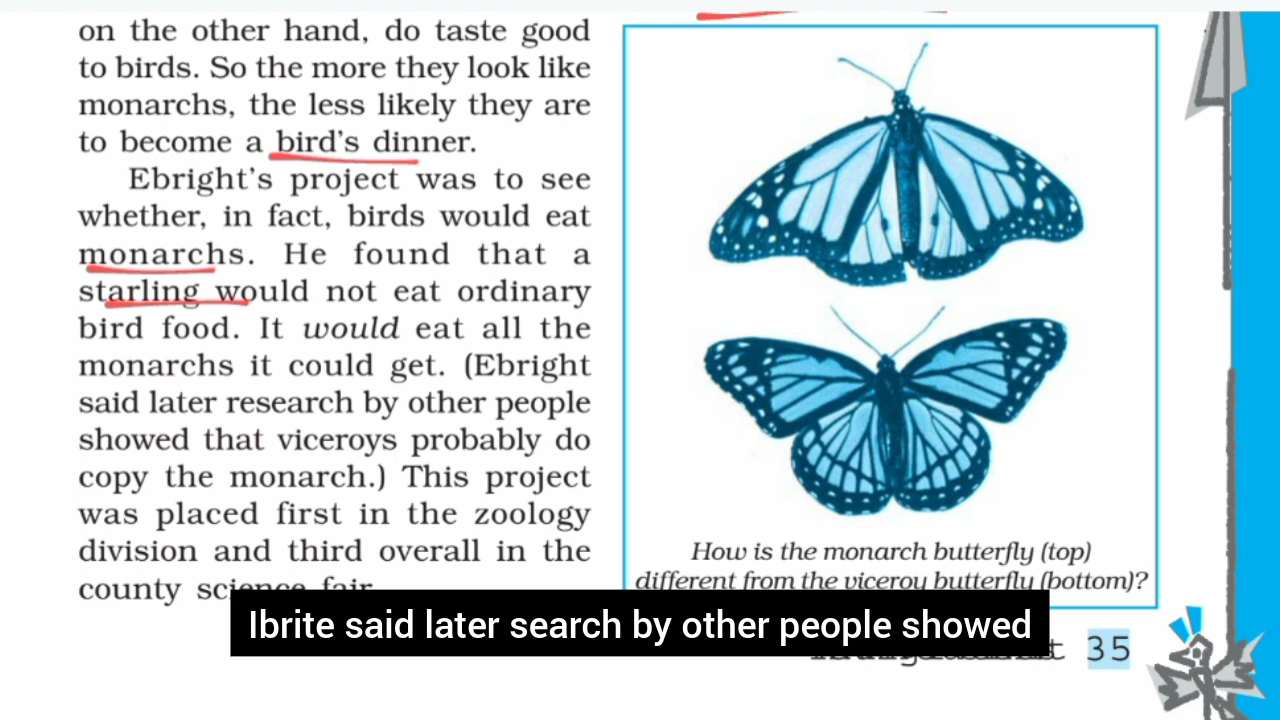 on the other hand, do taste good
to birds. So the more they look like
monarchs, the less likely they are
to become a bird's dinner.
Ebright's project was to see
whether, in fact, birds would eat
monarchs. He found that a
starling would not eat ordinary
bird food. It would eat all the
monarchs it could get. (Ebright
said later research by other people
showed that viceroys probably do
copy the monarch.) This project
was placed first in the zoology
division and third overall in the
county science fair.
How is the monarch butterfly (top)
different from the viceroy butterfly (bottom)?
Ibrite said later search by other people showed
35